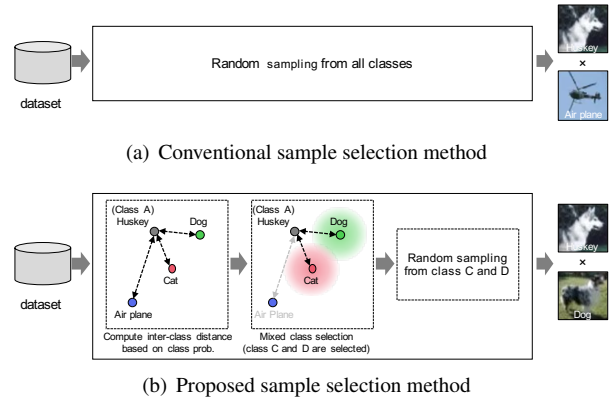 dataset
Random sampling from all classes
Huskey
×
Air plane
(a) Conventional sample selection method
dataset
(Class A)
Huskey
Dog
Cat
Air plane
Compute inter-class distance
based on class prob.
(Class A)
Huskey
Dog
Cat
Air Plane
Mixed class selection
(class C and D are selected)
Random sampling
from class C and D
Huskey
×
Dog
(b) Proposed sample selection method